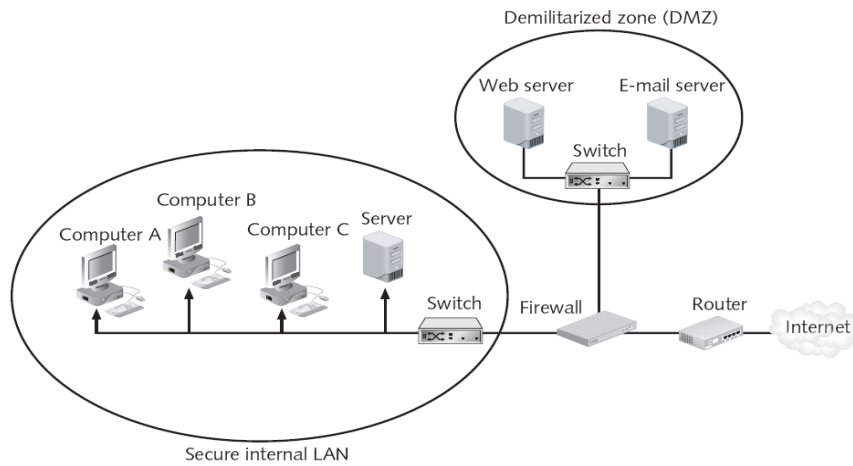 Demilitarized zone (DMZ)
Web server
E-mail server
Switch
Computer B
Computer A
Computer C
Server
Switch
Firewall
Router
Internet
Secure internal LAN